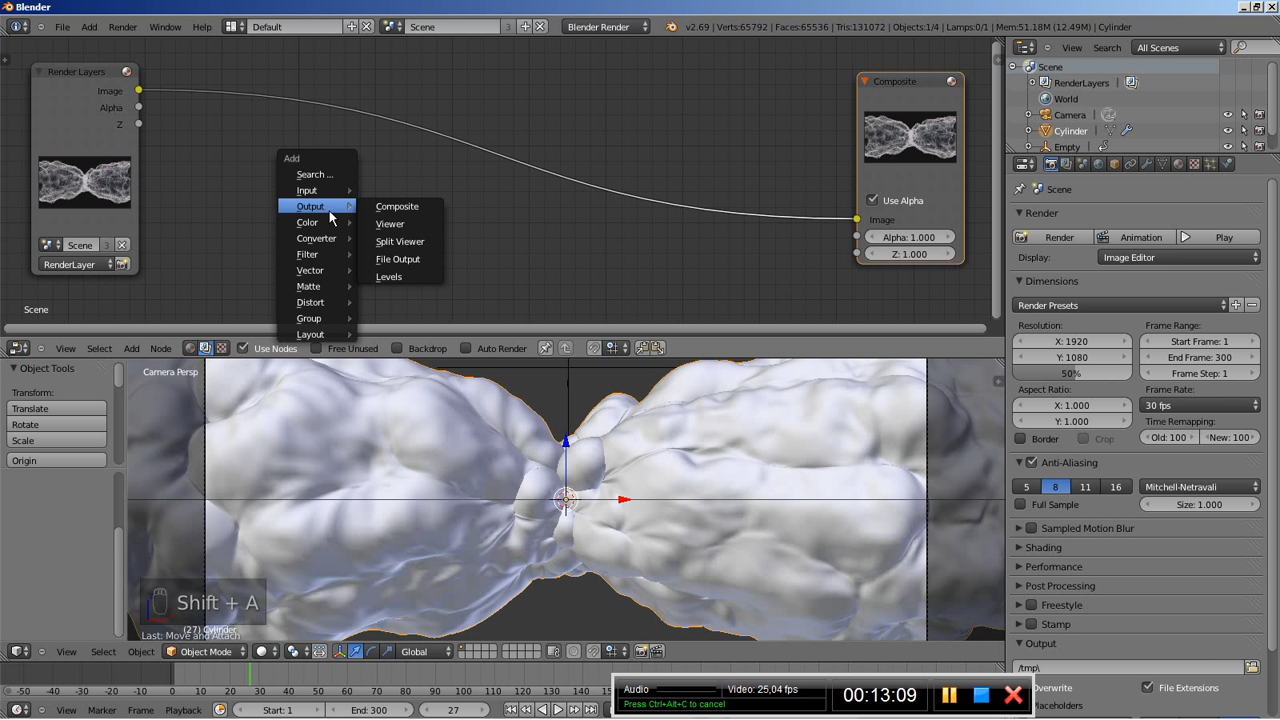 Blender
File Add Render Window Help Default Scene 3 Blender Render v2.69 | Verts:65792 | Faces:65536 | Tris:131072 | Objects:1/4 | Lamps:0/1 | Mem:51.18M (12.49M) | Cylinder
View Search All Scenes
Scene
RenderLayers
World
Camera
Cylinder
Empty
Render Layers
Image
Alpha
Z
Scene 3
RenderLayer
Scene
Add
Search ...
Input
Output
Color
Converter
Filter
Vector
Matte
Distort
Group
Layout
Composite
Viewer
Split Viewer
File Output
Levels
Composite
Use Alpha
Image
Alpha: 1.000
Z: 1.000
View Select Add Node Use Nodes Free Unused Backdrop Auto Render
Object Tools
Transform:
Translate
Rotate
Scale
Origin
Camera Persp
Shift + A
(27) Cylinder
Last: Move and Attach
View Select Object Object Mode Global
Scene
Render
Render Animation Play
Display: Image Editor
Dimensions
Render Presets
Resolution: Frame Range:
X: 1920 Start Frame: 1
Y: 1080 End Frame: 300
50% Frame Step: 1
Aspect Ratio: Frame Rate:
X: 1.000 30 fps
Y: 1.000 Time Remapping:
Border Crop Old: 100 New: 100
Anti-Aliasing
5 8 11 16 Mitchell-Netravali
Full Sample Size: 1.000
Sampled Motion Blur
Shading
Performance
Post Processing
Freestyle
Stamp
Output
/tmp\
Overwrite File Extensions
Placeholders
-50 -40 -30 -20 -10 0 10 20 30 40 50 60 70 80 90 100 110 120
View Marker Frame Playback Start: 1 End: 300 27
Audio Video: 25,04 fps
Press Ctrl+Alt+C to cancel
00:13:09